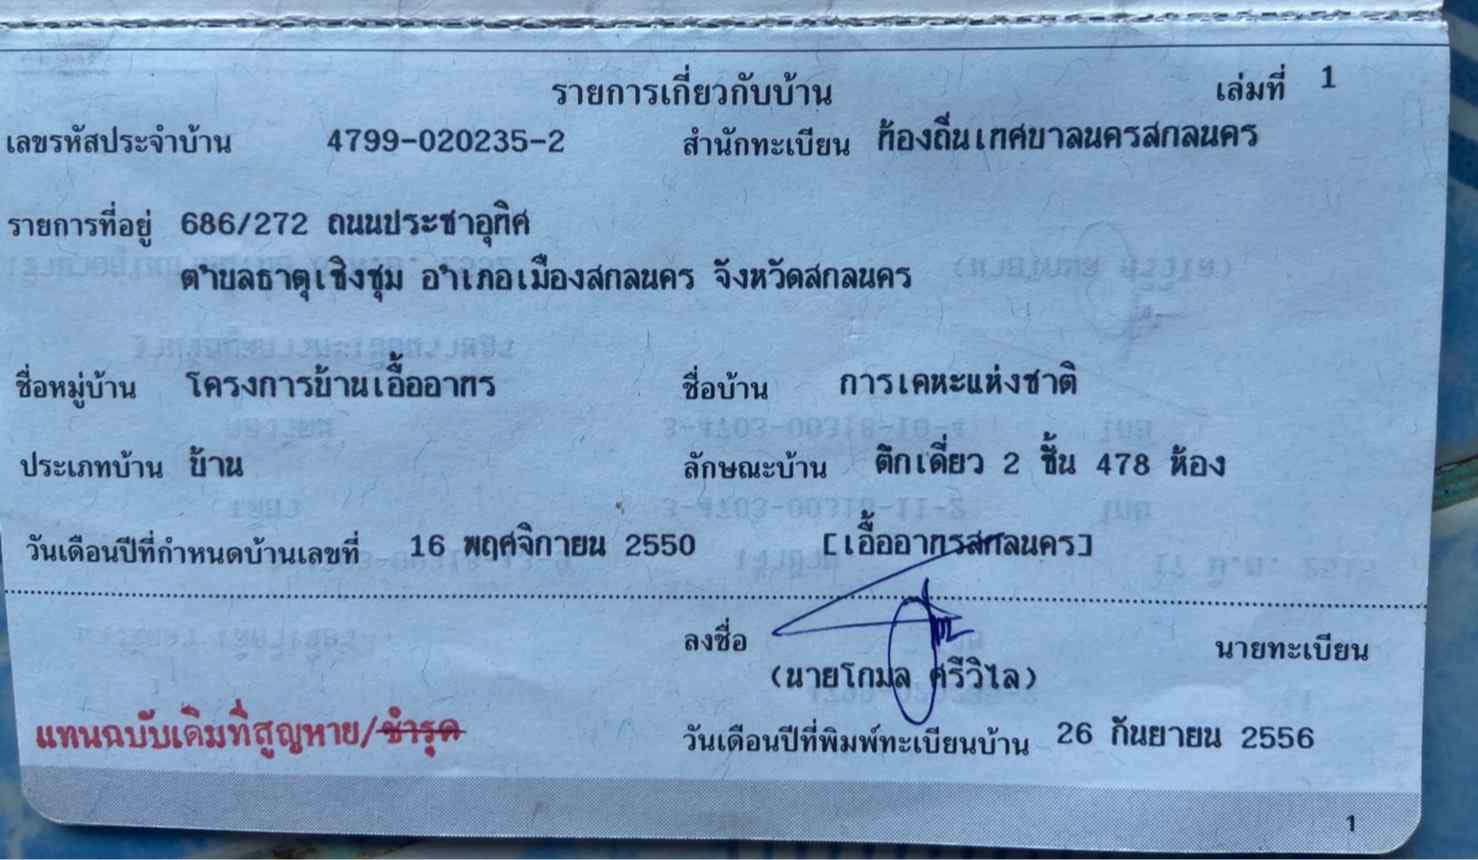 รายการเกี่ยวกับบ้าน เล่มที่ 1
เลขรหัสประจำบ้าน 4799-020235-2 สำนักทะเบียน ท้องถิ่นเทศบาลนครสกลนคร
รายการที่อยู่ 686/272 ถนนประชาอุทิศ
ตำบลธาตุเชิงชุม อำเภอเมืองสกลนคร จังหวัดสกลนคร
ชื่อหมู่บ้าน โครงการบ้านเอื้ออาทร ชื่อบ้าน การเคหะแห่งชาติ
ประเภทบ้าน บ้าน ลักษณะบ้าน ตึกเดี่ยว 2 ชั้น 478 ห้อง
วันเดือนปีที่กำหนดบ้านเลขที่ 16 พฤศจิกายน 2550 [เอื้ออาทรสกลนคร]
ลงชื่อ นายทะเบียน
(นายโกมล ศรีวิไล)
แทนฉบับเดิมที่สูญหาย/ชำรุด วันเดือนปีที่พิมพ์ทะเบียนบ้าน 26 กันยายน 2556
1